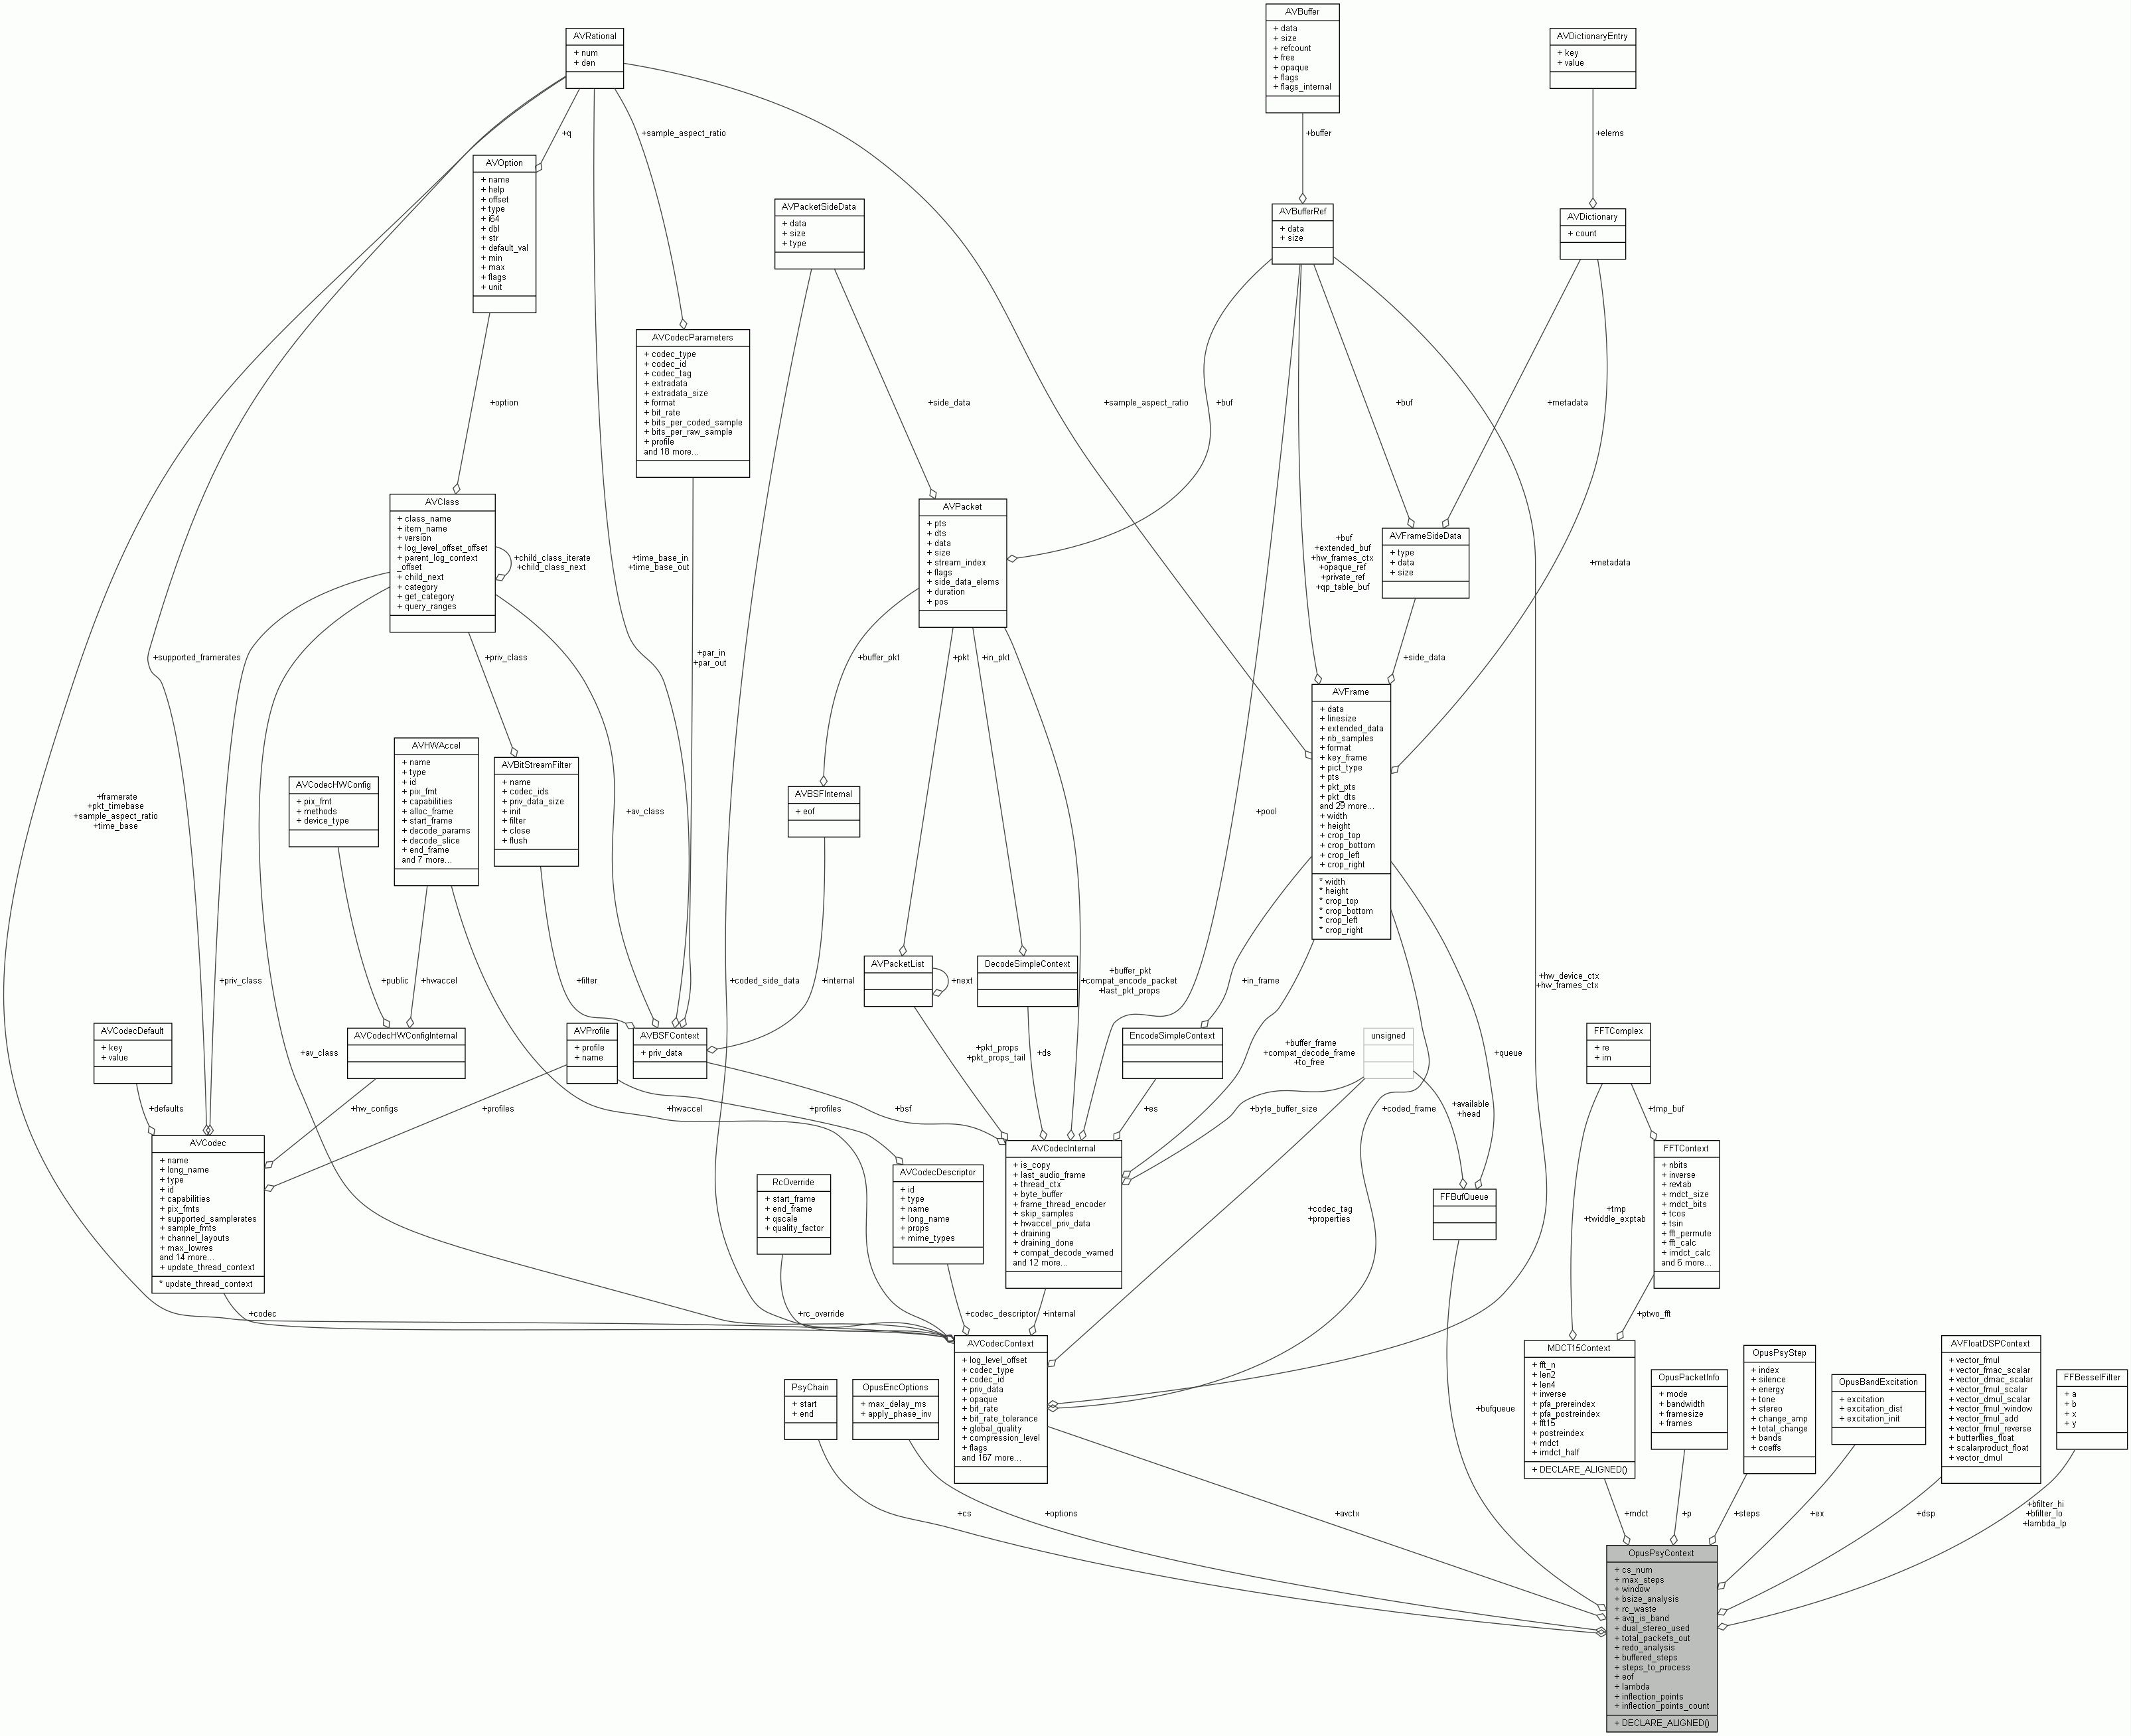 AVBuffer
+ data
+ size
+ refcount
+ free
+ opaque
+ flags
+ flags_internal
AVRational
+ num
+ den
AVDictionaryEntry
+ key
+ value
+q
+sample_aspect_ratio
+buffer
+elems
AVOption
+ name
+ help
+ offset
+ type
+ i64
+ dbl
+ str
+ default_val
+ min
+ max
+ flags
+ unit
AVPacketSideData
+ data
+ size
+ type
AVBufferRef
+ data
+ size
AVDictionary
+ count
AVCodecParameters
+ codec_type
+ codec_id
+ codec_tag
+ extradata
+ extradata_size
+ format
+ bit_rate
+ bits_per_coded_sample
+ bits_per_raw_sample
+ profile
and 18 more...
+option
+side_data
+sample_aspect_ratio
+buf
+buf
+metadata
AVClass
+ class_name
+ item_name
+ version
+ log_level_offset_offset
+ parent_log_context
_offset
+ child_next
+ category
+ get_category
+ query_ranges
+child_class_iterate
+child_class_next
+time_base_in
+time_base_out
AVPacket
+ pts
+ dts
+ data
+ size
+ stream_index
+ flags
+ side_data_elems
+ duration
+ pos
+buf
+extended_buf
+hw_frames_ctx
+opaque_ref
+private_ref
+qp_table_buf
AVFrameSideData
+ type
+ data
+ size
+metadata
+supported_framerates
+priv_class
+par_in
+par_out
+buffer_pkt
+pkt
+in_pkt
+side_data
AVFrame
+ data
+ linesize
+ extended_data
+ nb_samples
+ format
+ key_frame
+ pict_type
+ pts
+ pkt_pts
+ pkt_dts
and 29 more...
+ width
+ height
+ crop_top
+ crop_bottom
+ crop_left
+ crop_right
* width
* height
* crop_top
* crop_bottom
* crop_left
* crop_right
AVHWAccel
+ name
+ type
+ id
+ pix_fmt
+ capabilities
+ alloc_frame
+ start_frame
+ decode_params
+ decode_slice
+ end_frame
and 7 more...
AVBitStreamFilter
+ name
+ codec_ids
+ priv_data_size
+ init
+ filter
+ close
+ flush
AVCodecHWConfig
+ pix_fmt
+ methods
+ device_type
AVBSFInternal
+ eof
+framerate
+pkt_timebase
+sample_aspect_ratio
+time_base
+av_class
+pool
+priv_class
+public
+hwaccel
+filter
+coded_side_data
+internal
AVPacketList
+next
DecodeSimpleContext
+buffer_pkt
+compat_encode_packet
+last_pkt_props
+in_frame
+hw_device_ctx
+hw_frames_ctx
AVCodecDefault
+ key
+ value
AVCodecHWConfigInternal
AVProfile
+ profile
+ name
AVBSFContext
+ priv_data
EncodeSimpleContext
unsigned
FFTComplex
+ re
+ im
+av_class
+pkt_props
+pkt_props_tail
+ds
+buffer_frame
+compat_decode_frame
+to_free
+queue
+defaults
+hw_configs
+profiles
+hwaccel
+profiles
+bsf
+es
+byte_buffer_size
+coded_frame
+available
+head
+tmp_buf
AVCodec
+ name
+ long_name
+ type
+ id
+ capabilities
+ pix_fmts
+ supported_samplerates
+ sample_fmts
+ channel_layouts
+ max_lowres
and 14 more...
+ update_thread_context
* update_thread_context
RcOverride
+ start_frame
+ end_frame
+ qscale
+ quality_factor
AVCodecDescriptor
+ id
+ type
+ name
+ long_name
+ props
+ mime_types
AVCodecInternal
+ is_copy
+ last_audio_frame
+ thread_ctx
+ byte_buffer
+ frame_thread_encoder
+ skip_samples
+ hwaccel_priv_data
+ draining
+ draining_done
+ compat_decode_warned
and 12 more...
+codec_tag
+properties
FFBufQueue
+tmp
+twiddle_exptab
FFTContext
+ nbits
+ inverse
+ revtab
+ mdct_size
+ mdct_bits
+ tcos
+ tsin
+ fft_permute
+ fft_calc
+ imdct_calc
and 6 more...
+codec
+rc_override
+codec_descriptor
+internal
+ptwo_fft
AVCodecContext
+ log_level_offset
+ codec_type
+ codec_id
+ priv_data
+ opaque
+ bit_rate
+ bit_rate_tolerance
+ global_quality
+ compression_level
+ flags
and 167 more...
PsyChain
+ start
+ end
OpusEncOptions
+ max_delay_ms
+ apply_phase_inv
+bufqueue
MDCT15Context
+ fft_n
+ len2
+ len4
+ inverse
+ pfa_prereindex
+ pfa_postreindex
+ fft15
+ postreindex
+ mdct
+ imdct_half
+ DECLARE_ALIGNED()
OpusPacketInfo
+ mode
+ bandwidth
+ framesize
+ frames
OpusPsyStep
+ index
+ silence
+ energy
+ tone
+ stereo
+ change_amp
+ total_change
+ bands
+ coeffs
OpusBandExcitation
+ excitation
+ excitation_dist
+ excitation_init
AVFloatDSPContext
+ vector_fmul
+ vector_fmac_scalar
+ vector_dmac_scalar
+ vector_fmul_scalar
+ vector_dmul_scalar
+ vector_fmul_window
+ vector_fmul_add
+ vector_fmul_reverse
+ butterflies_float
+ scalarproduct_float
+ vector_dmul
FFBesselFilter
+ a
+ b
+ x
+ y
+cs
+options
+avctx
+mdct
+p
+steps
+ex
+dsp
+bfilter_hi
+bfilter_lo
+lambda_lp
OpusPsyContext
+ cs_num
+ max_steps
+ window
+ bsize_analysis
+ rc_waste
+ avg_is_band
+ dual_stereo_used
+ total_packets_out
+ redo_analysis
+ buffered_steps
+ steps_to_process
+ eof
+ lambda
+ inflection_points
+ inflection_points_count
+ DECLARE_ALIGNED()